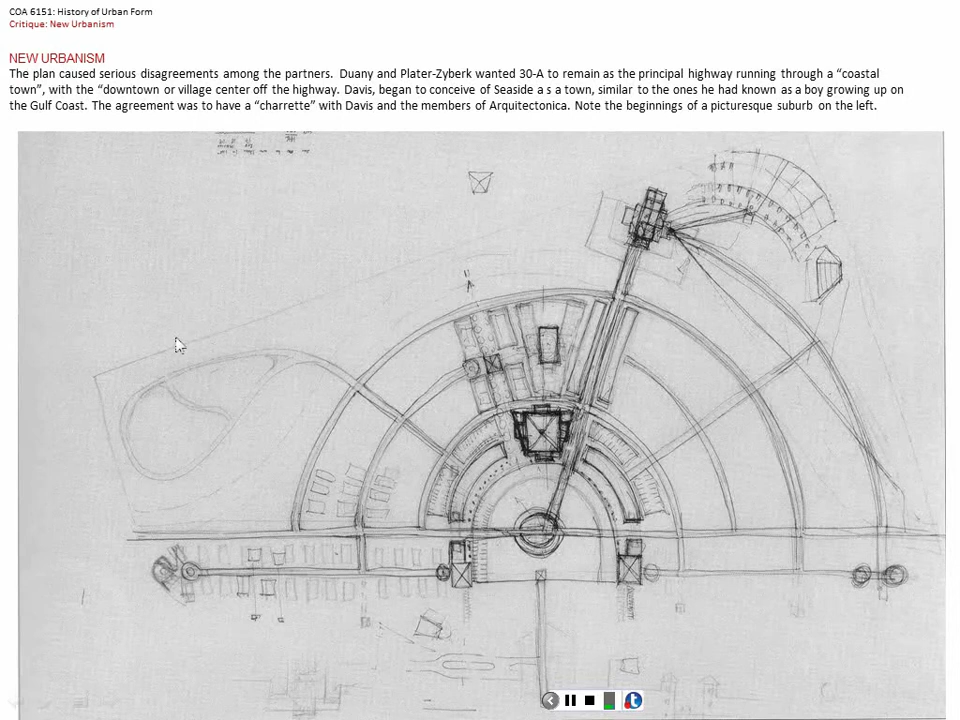 COA 6151: History of Urban Form
Critique: New Urbanism
NEW URBANISM
The plan caused serious disagreements among the partners. Duany and Plater-Zyberk wanted 30-A to remain as the principal highway running through a “coastal
town”, with the “downtown or village center off the highway. Davis, began to conceive of Seaside a s a town, similar to the ones he had known as a boy growing up on
the Gulf Coast. The agreement was to have a “charrette” with Davis and the members of Arquitectonica. Note the beginnings of a picturesque suburb on the left.